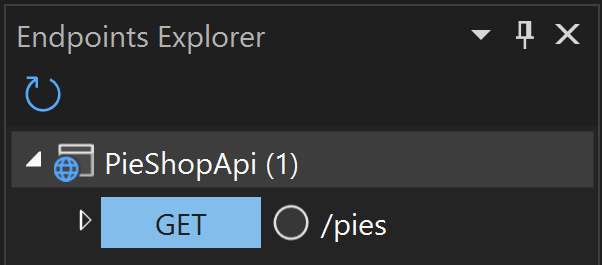 Endpoints Explorer
PieShopApi (1)
GET /pies